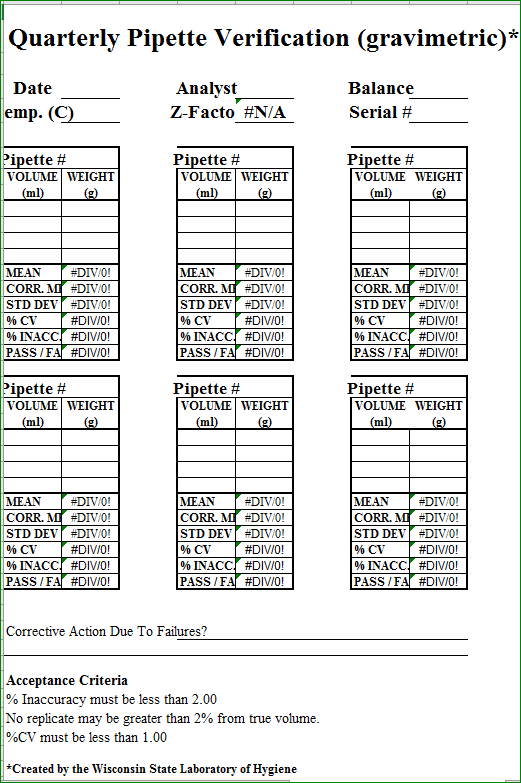 Quarterly Pipette Verification (gravimetric)*
Date Analyst Balance
emp. (C) Z-Facto #N/A Serial #
Pipette # Pipette # Pipette #
VOLUME WEIGHT VOLUME WEIGHT VOLUME WEIGHT
(ml) (g) (ml) (g) (ml) (g)
MEAN #DIV/0! MEAN #DIV/0! MEAN #DIV/0!
CORR. MI #DIV/0! CORR. MI #DIV/0! CORR. MI #DIV/0!
STD DEV #DIV/0! STD DEV #DIV/0! STD DEV #DIV/0!
% CV #DIV/0! % CV #DIV/0! % CV #DIV/0!
% INACC. #DIV/0! % INACC. #DIV/0! % INACC. #DIV/0!
PASS / FA #DIV/0! PASS / FA #DIV/0! PASS / FA #DIV/0!
Pipette # Pipette # Pipette #
VOLUME WEIGHT VOLUME WEIGHT VOLUME WEIGHT
(ml) (g) (ml) (g) (ml) (g)
MEAN #DIV/0! MEAN #DIV/0! MEAN #DIV/0!
CORR. MI #DIV/0! CORR. MI #DIV/0! CORR. MI #DIV/0!
STD DEV #DIV/0! STD DEV #DIV/0! STD DEV #DIV/0!
% CV #DIV/0! % CV #DIV/0! % CV #DIV/0!
% INACC. #DIV/0! % INACC. #DIV/0! % INACC. #DIV/0!
PASS / FA #DIV/0! PASS / FA #DIV/0! PASS / FA #DIV/0!
Corrective Action Due To Failures?
Acceptance Criteria
% Inaccuracy must be less than 2.00
No replicate may be greater than 2% from true volume.
%CV must be less than 1.00
*Created by the Wisconsin State Laboratory of Hygiene